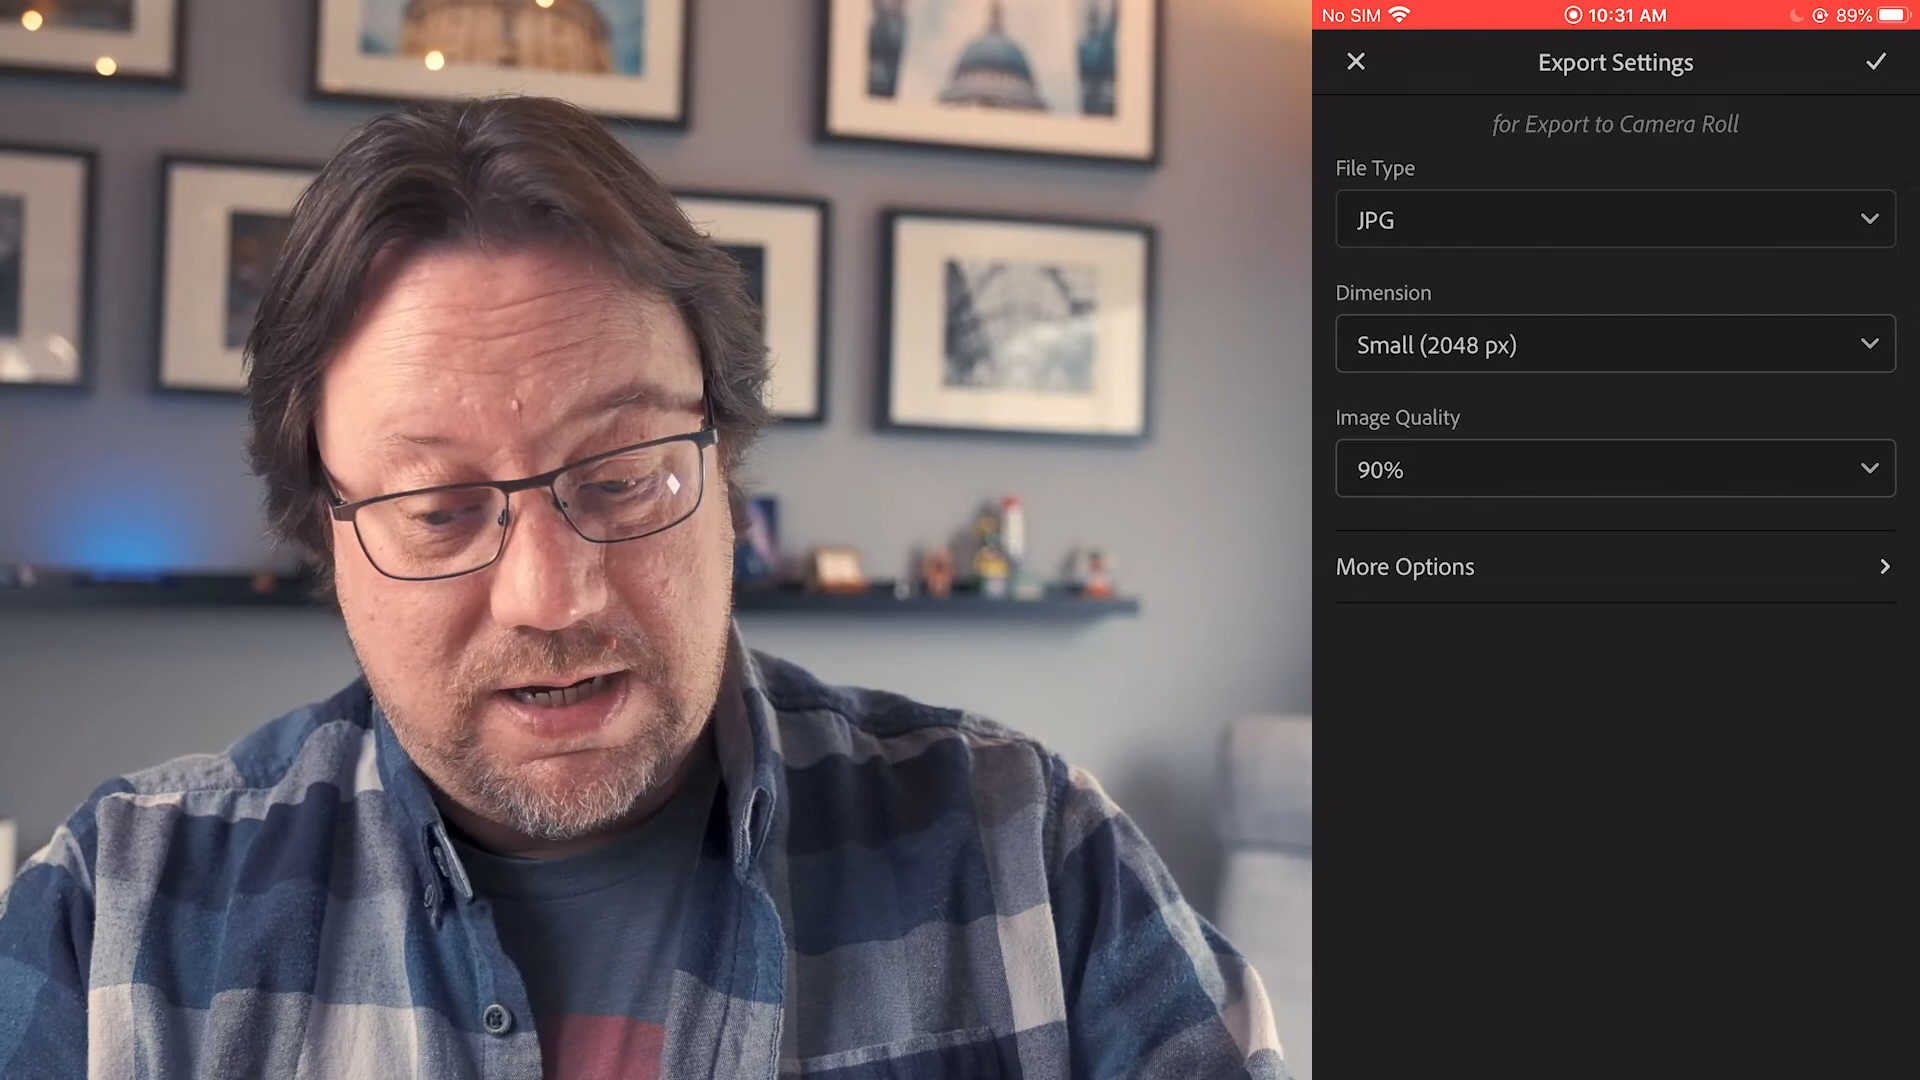 No SIM 10:31 AM 89%
Export Settings
for Export to Camera Roll
File Type
JPG
Dimension
Small (2048 px)
Image Quality
90%
More Options